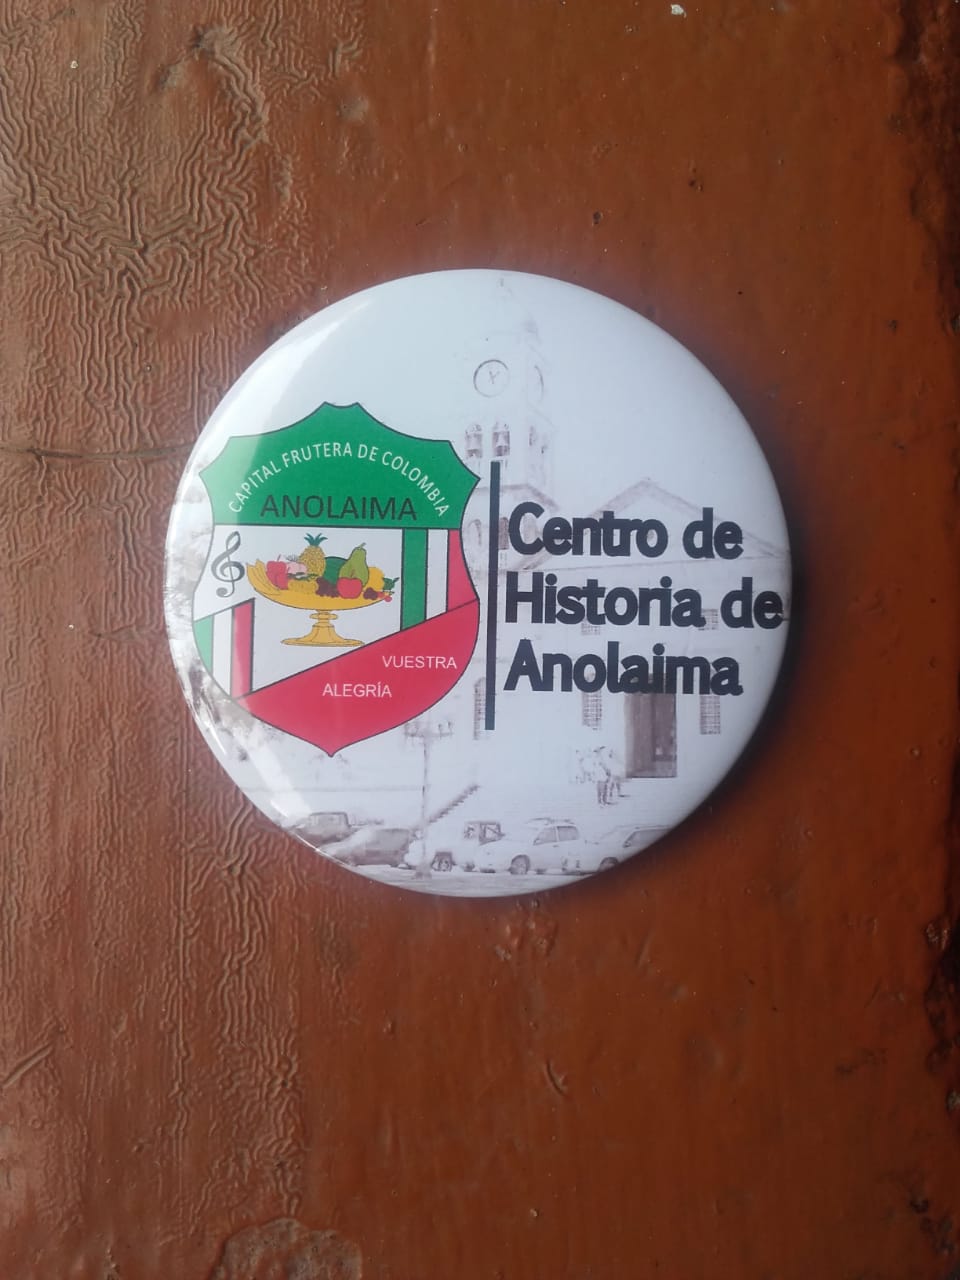 CAPITAL FRUTERA DE COLOMBIA
ANOLAIMA
VUESTRA
ALEGRÍA
Centro de
Historia de
Anolaima